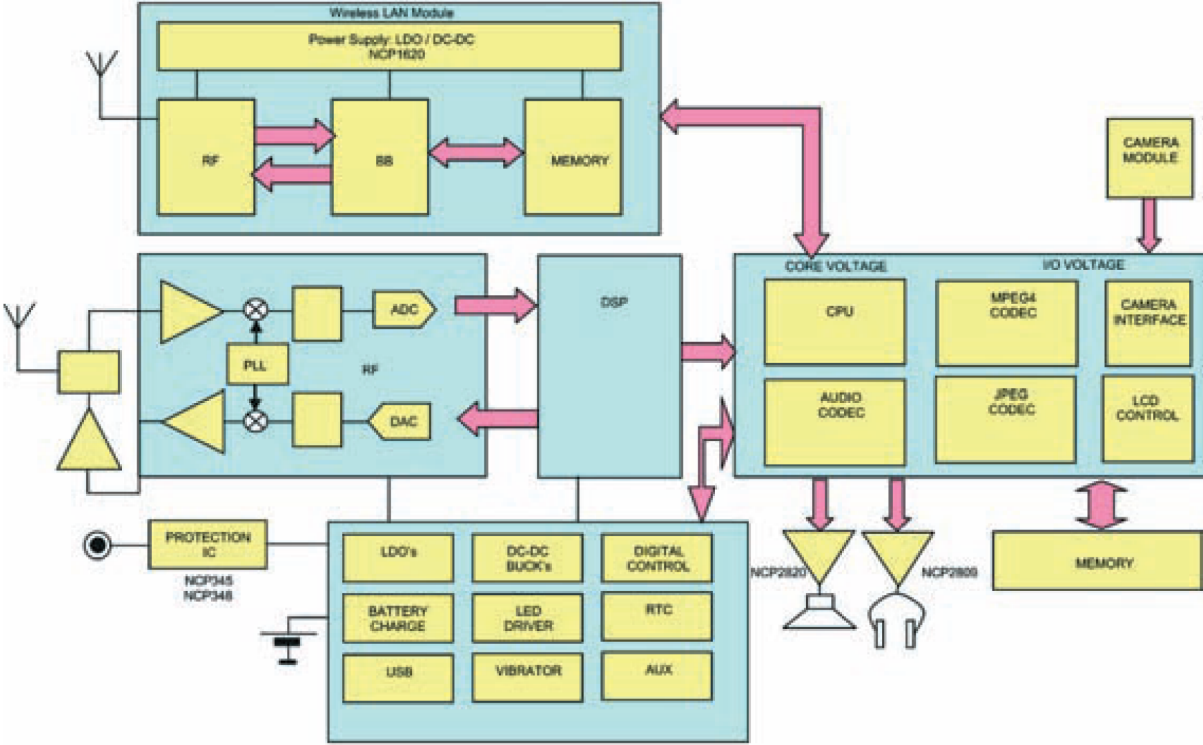 Wireless LAN Module
Power Supply: LDO / DC-DC
NCP1620
RF
BB
MEMORY
CAMERA
MODULE
CORE VOLTAGE
I/O VOLTAGE
CPU
MPEG4
CODEC
CAMERA
INTERFACE
AUDIO
CODEC
JPEG
CODEC
LCD
CONTROL
DSP
ADC
PLL
RF
DAC
PROTECTION
IC
NCP345
NCP348
LDO's
DC-DC
BUCK's
DIGITAL
CONTROL
BATTERY
CHARGE
LED
DRIVER
RTC
USB
VIBRATOR
AUX
NCP2820
NCP2809
MEMORY